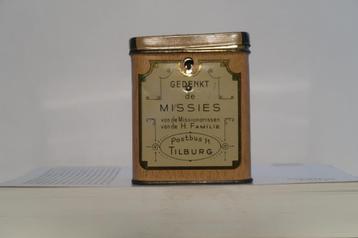 GEDENKT
de
MISSIES
van de Missionarissen
van de H. FAMILIE
Postbus 11
TILBURG